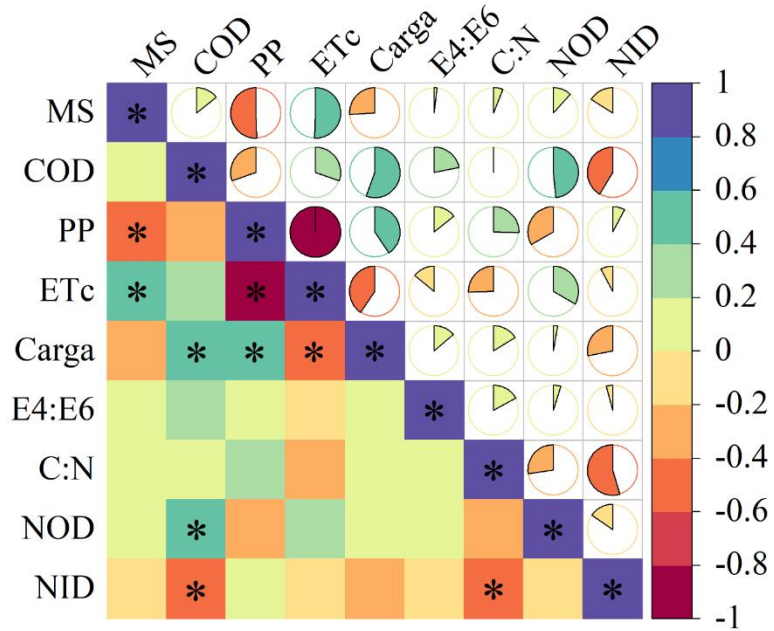 MS COD PP ETc Carga E4:E6 C:N NOD NID
MS *
COD *
PP * *
ETc * * *
Carga * * * *
E4:E6 *
C:N *
NOD * *
NID * * *
1
0.8
0.6
0.4
0.2
0
-0.2
-0.4
-0.6
-0.8
-1